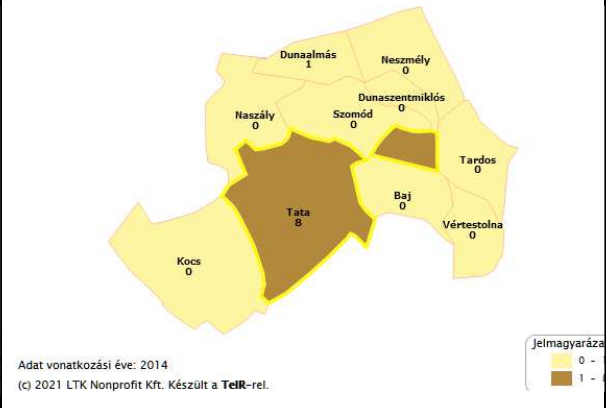 Dunaalmás
1
Neszmély
0
Dunaszentmiklós
0
Naszály
0
Szomód
0
Tardos
0
Baj
0
Tata
8
Vértestolna
0
Kocs
0
Adat vonatkozási éve: 2014
(c) 2021 LTK Nonprofit Kft. Készült a TeIR-rel.
Jelmagyaráza
0 -
1 -